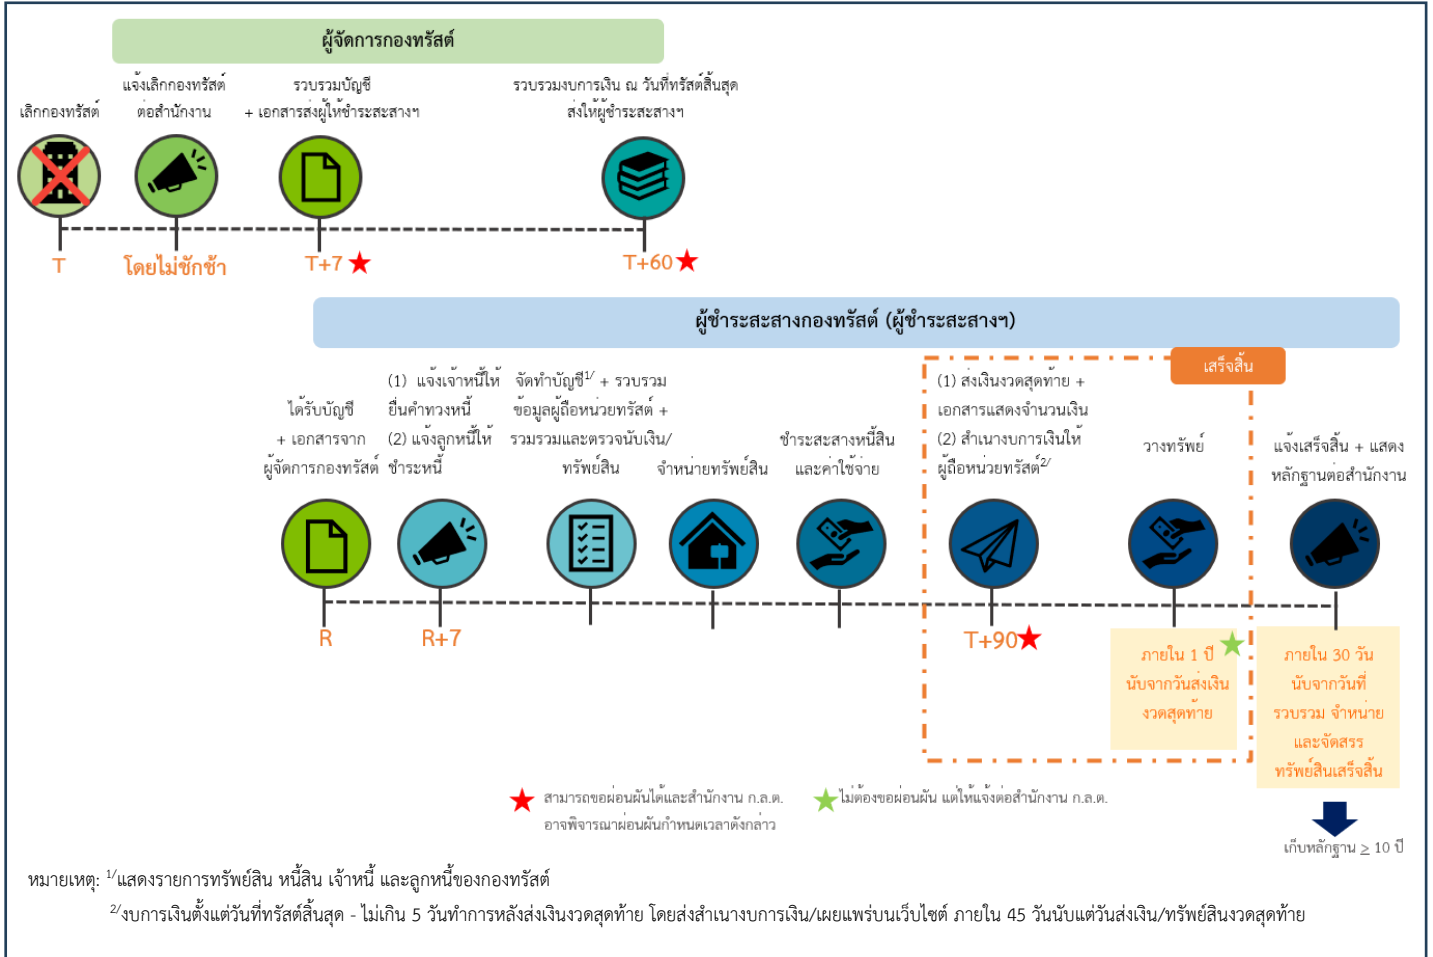 ผู้จัดการกองทรัสต์
เลิกกองทรัสต์
แจ้งเลิกกองทรัสต์
ต่อสำนักงาน
รวบรวมบัญชี
+ เอกสารส่งผู้ให้ชำระสะสางฯ
รวบรวมงบการเงิน ณ วันที่ทรัสต์สิ้นสุด
ส่งให้ผู้ชำระสะสางฯ
T
โดยไม่ชักช้า
T+7
T+60
ผู้ชำระสะสางกองทรัสต์ (ผู้ชำระสะสางฯ)
เสร็จสิ้น
ได้รับบัญชี
+ เอกสารจาก
ผู้จัดการกองทรัสต์
(1) แจ้งเจ้าหนี้ให้
ยื่นคำทวงหนี้
(2) แจ้งลูกหนี้ให้
ชำระหนี้
จัดทำบัญชี1/ + รวบรวม
ข้อมูลผู้ถือหน่วยทรัสต์ +
รวมรวมและตรวจนับเงิน/
ทรัพย์สิน
จำหน่ายทรัพย์สิน
ชำระสะสางหนี้สิน
และค่าใช้จ่าย
(1) ส่งเงินงวดสุดท้าย +
เอกสารแสดงจำนวนเงิน
(2) สำเนางบการเงินให้
ผู้ถือหน่วยทรัสต์2/
วางทรัพย์
แจ้งเสร็จสิ้น + แสดง
หลักฐานต่อสำนักงาน
R
R+7
T+90
ภายใน 1 ปี
นับจากวันส่งเงิน
งวดสุดท้าย
ภายใน 30 วัน
นับจากวันที่
รวบรวม จำหน่าย
และจัดสรร
ทรัพย์สินเสร็จสิ้น
สามารถขอผ่อนผันได้และสำนักงาน ก.ล.ต.
อาจพิจารณาผ่อนผันกำหนดเวลาดังกล่าว
ไม่ต้องขอผ่อนผัน แต่ให้แจ้งต่อสำนักงาน ก.ล.ต.
เก็บหลักฐาน ≥ 10 ปี
หมายเหตุ: 1/แสดงรายการทรัพย์สิน หนี้สิน เจ้าหนี้ และลูกหนี้ของกองทรัสต์
2/งบการเงินตั้งแต่วันที่ทรัสต์สิ้นสุด - ไม่เกิน 5 วันทำการหลังส่งเงินงวดสุดท้าย โดยส่งสำเนางบการเงิน/เผยแพร่บนเว็บไซต์ ภายใน 45 วันนับแต่วันส่งเงิน/ทรัพย์สินงวดสุดท้าย